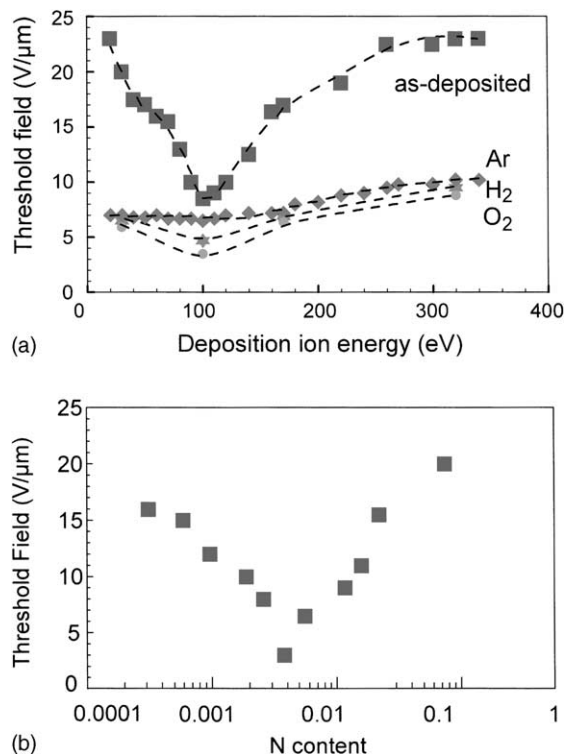 25
20
15
10
5
0
Threshold field (V/μm)
as-deposited
Ar
H2
O2
0 100 200 300 400
(a)
Deposition ion energy (eV)
25
20
15
10
5
0
Threshold Field (V/μm)
0.0001 0.001 0.01 0.1 1
(b)
N content